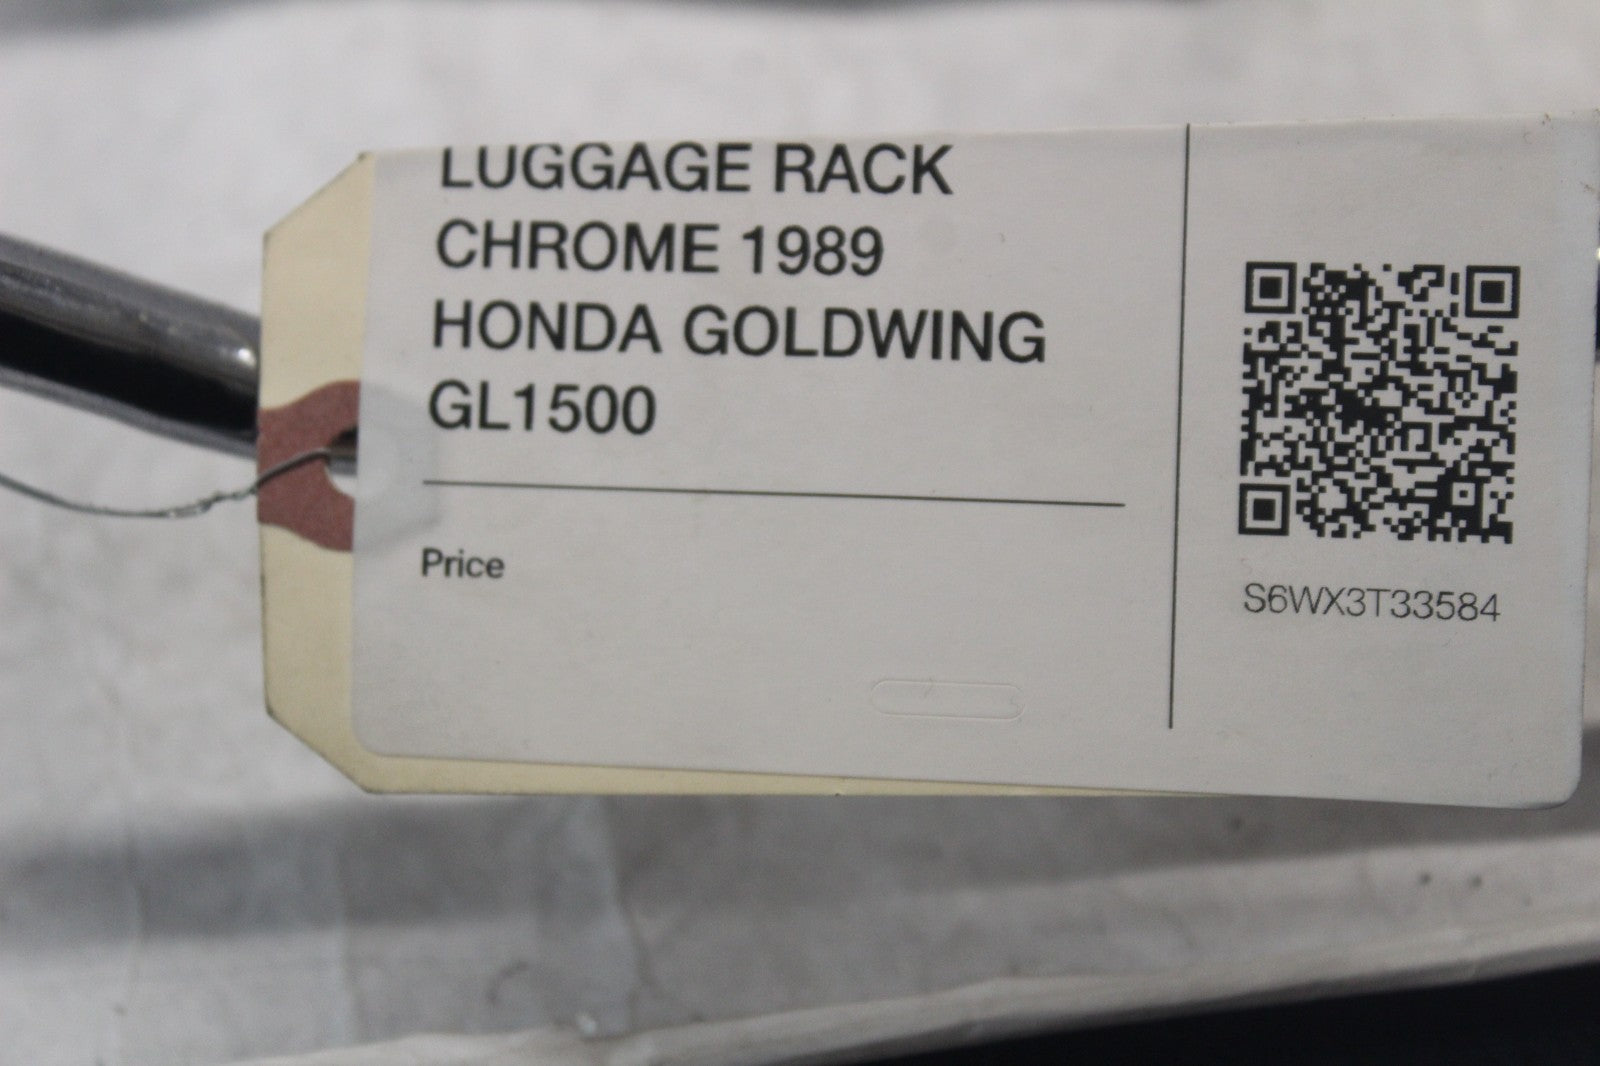 LUGGAGE RACK
CHROME 1989
HONDA GOLDWING
GL1500
Price
S6WX3T33584